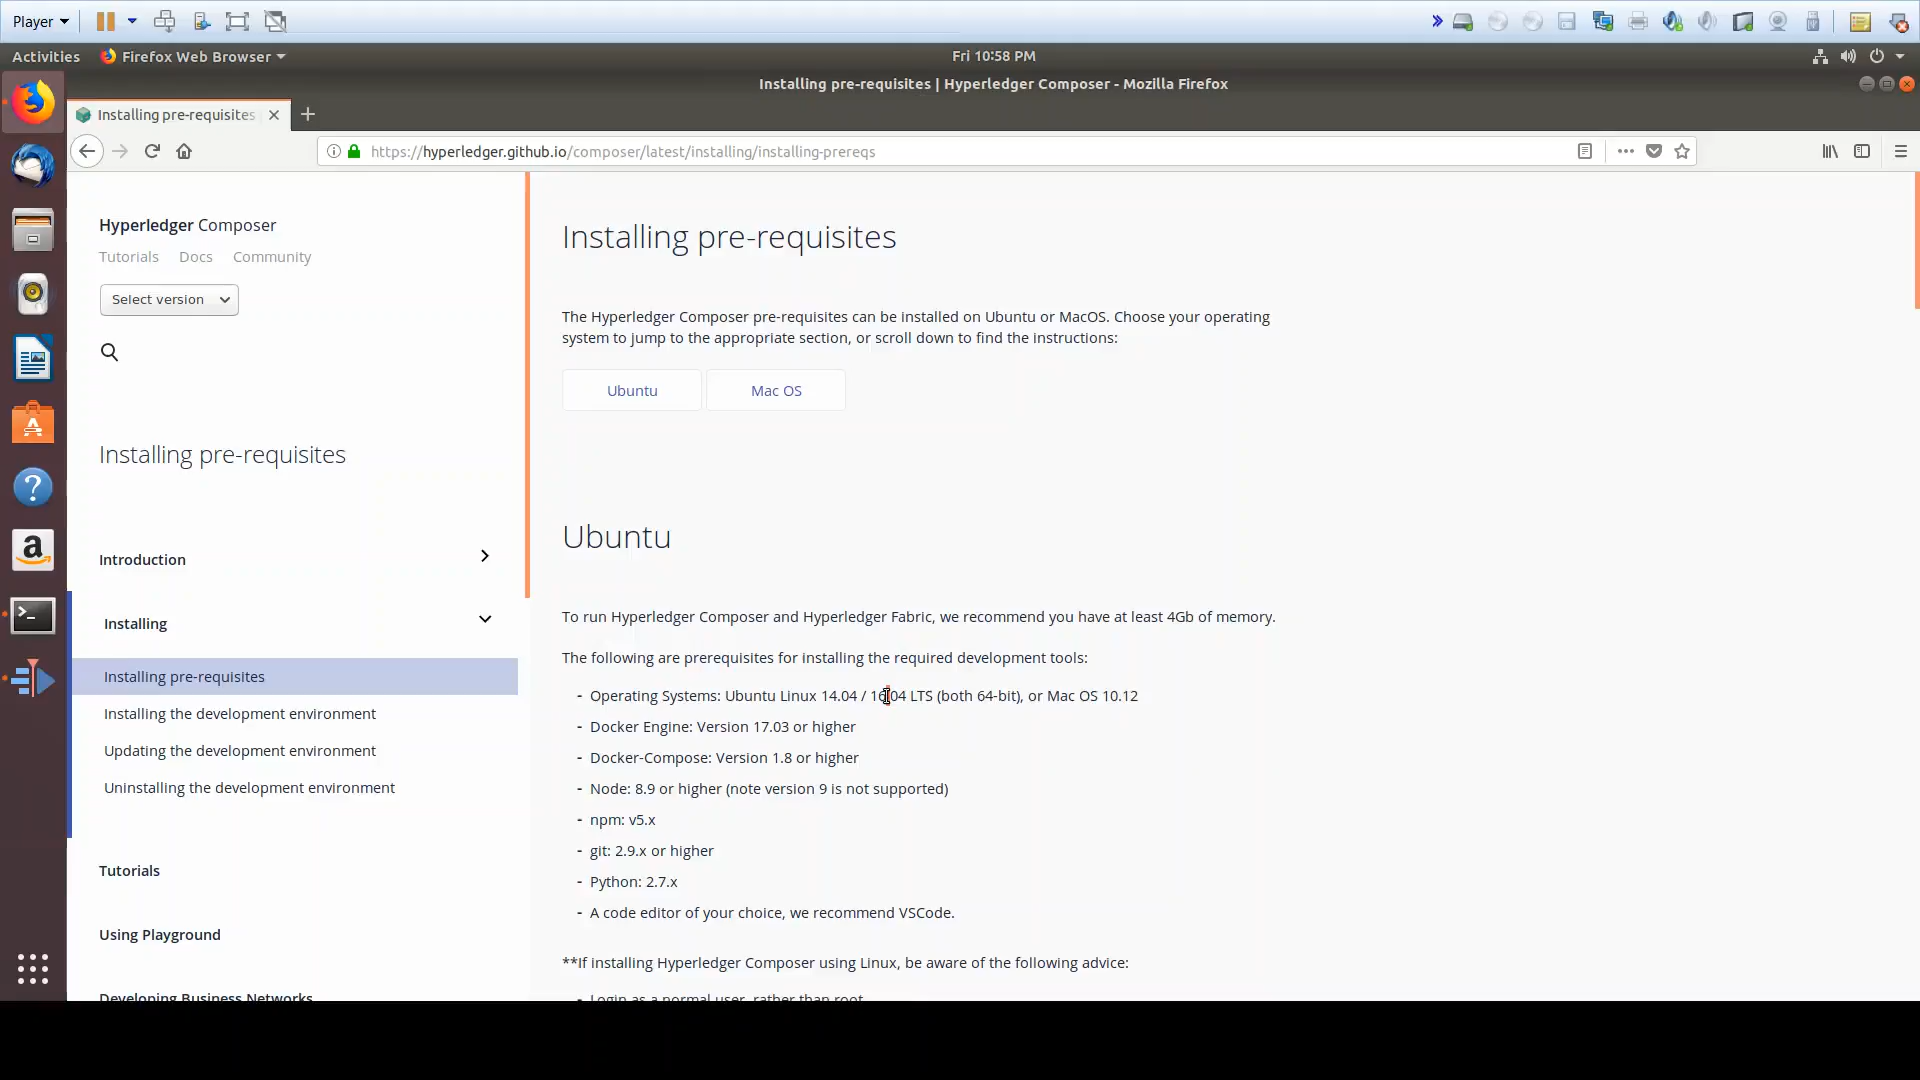 Player
Activities
Firefox Web Browser
Fri 10:58 PM
Installing pre-requisites | Hyperledger Composer - Mozilla Firefox
Installing pre-requisites
https://hyperledger.github.io/composer/latest/installing/installing-prereqs
Hyperledger Composer
Tutorials Docs Community
Select version
Installing pre-requisites
Introduction
Installing
Installing pre-requisites
Installing the development environment
Updating the development environment
Uninstalling the development environment
Tutorials
Using Playground
Developing Business Networks
Installing pre-requisites
The Hyperledger Composer pre-requisites can be installed on Ubuntu or MacOS. Choose your operating
system to jump to the appropriate section, or scroll down to find the instructions:
Ubuntu
Mac OS
Ubuntu
To run Hyperledger Composer and Hyperledger Fabric, we recommend you have at least 4Gb of memory.
The following are prerequisites for installing the required development tools:
- Operating Systems: Ubuntu Linux 14.04 / 16.04 LTS (both 64-bit), or Mac OS 10.12
- Docker Engine: Version 17.03 or higher
- Docker-Compose: Version 1.8 or higher
- Node: 8.9 or higher (note version 9 is not supported)
- npm: v5.x
- git: 2.9.x or higher
- Python: 2.7.x
- A code editor of your choice, we recommend VSCode.
**If installing Hyperledger Composer using Linux, be aware of the following advice:
- Login as a normal user, rather than root.